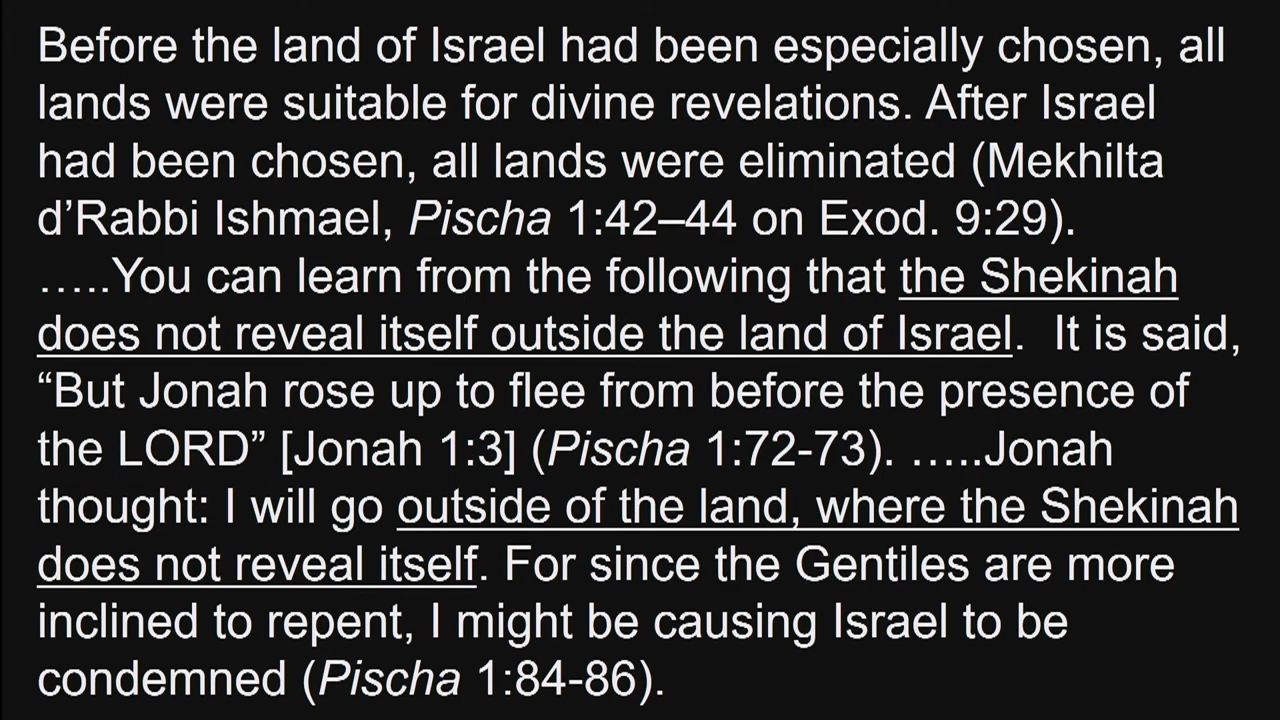 Before the land of Israel had been especially chosen, all
lands were suitable for divine revelations. After Israel
had been chosen, all lands were eliminated (Mekhilta
d’Rabbi Ishmael, Pischa 1:42–44 on Exod. 9:29).
…..You can learn from the following that the Shekinah
does not reveal itself outside the land of Israel.  It is said,
“But Jonah rose up to flee from before the presence of
the LORD” [Jonah 1:3] (Pischa 1:72-73). …..Jonah
thought: I will go outside of the land, where the Shekinah
does not reveal itself. For since the Gentiles are more
inclined to repent, I might be causing Israel to be
condemned (Pischa 1:84-86).